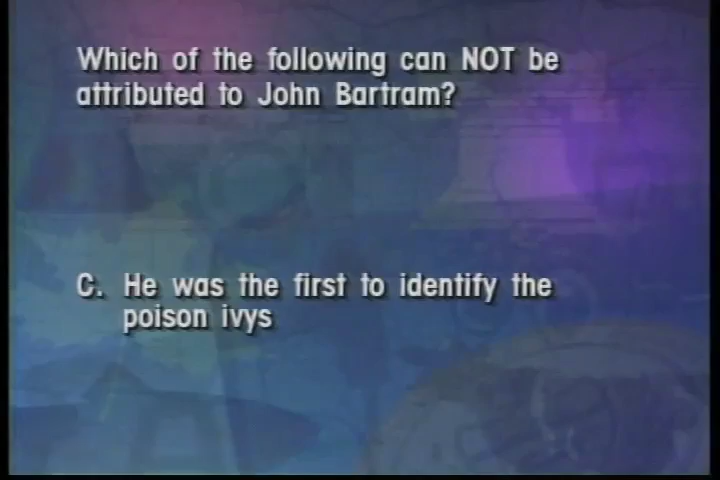 Which of the following can NOT be
attributed to John Bartram?
C. He was the first to identify the
poison ivys